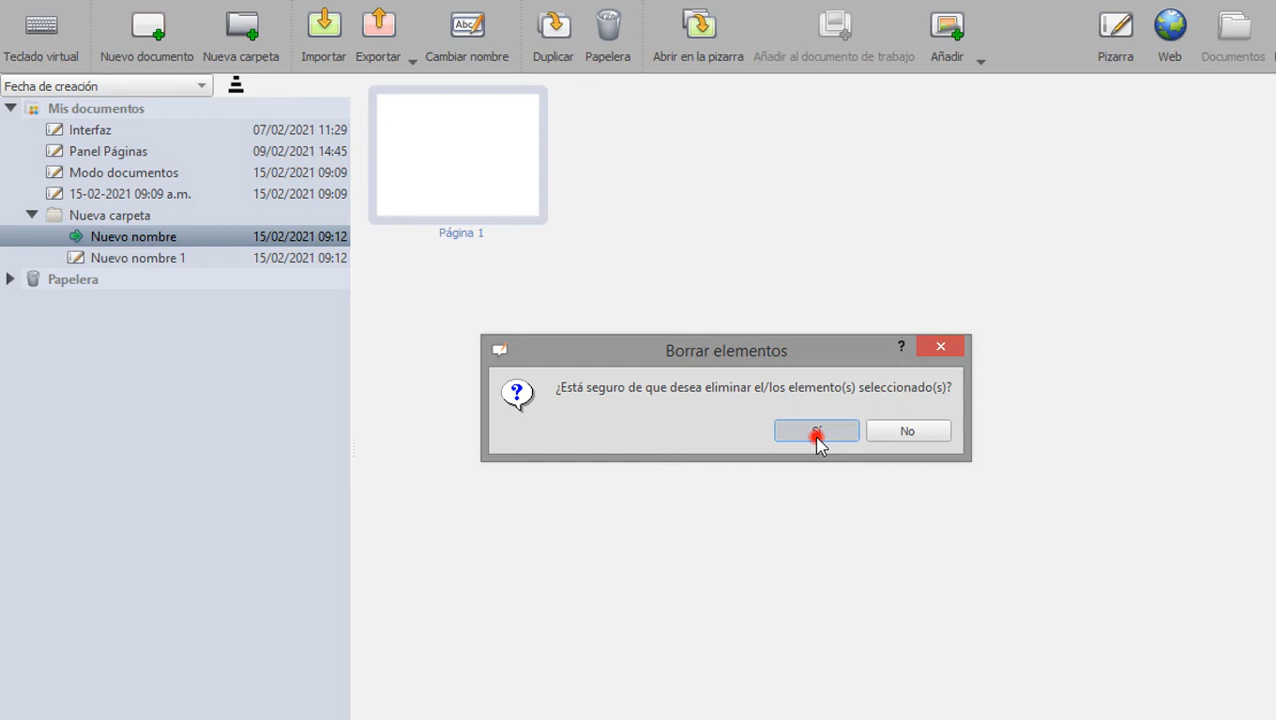 Teclado virtual Nuevo documento Nueva carpeta Importar Exportar Abc Cambiar nombre Duplicar Papelera Abrir en la pizarra Añadir al documento de trabajo Añadir Pizarra Web Documentos
Fecha de creación
Mis documentos
Interfaz 07/02/2021 11:29
Panel Páginas 09/02/2021 14:45
Modo documentos 15/02/2021 09:09
15-02-2021 09:09 a.m. 15/02/2021 09:09
Nueva carpeta
Nuevo nombre 15/02/2021 09:12
Nuevo nombre 1 15/02/2021 09:12
Papelera
Página 1
Borrar elementos ?
¿Está seguro de que desea eliminar el/los elemento(s) seleccionado(s)?
Sí No